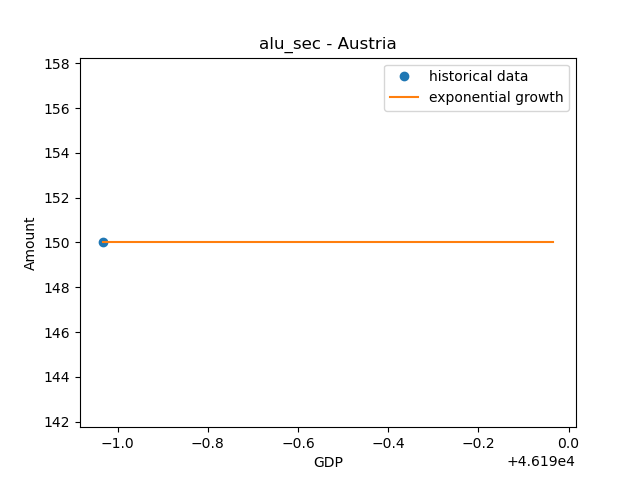 alu_sec - Austria
historical data
exponential growth
158
156
154
152
150
148
146
144
142
Amount
−1.0 −0.8 −0.6 −0.4 −0.2 0.0
GDP
+4.619e4